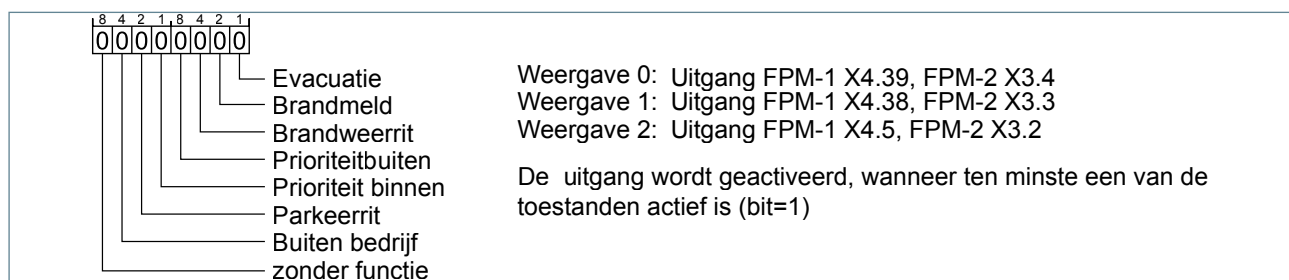 8 4 2 1 8 4 2 1
0 0 0 0 0 0 0 0
Evacuatie
Brandmeld
Brandweerrit
Prioriteitbuiten
Prioriteit binnen
Parkeerrit
Buiten bedrijf
zonder functie
Weergave 0: Uitgang FPM-1 X4.39, FPM-2 X3.4
Weergave 1: Uitgang FPM-1 X4.38, FPM-2 X3.3
Weergave 2: Uitgang FPM-1 X4.5, FPM-2 X3.2
De uitgang wordt geactiveerd, wanneer ten minste een van de
toestanden actief is (bit=1)